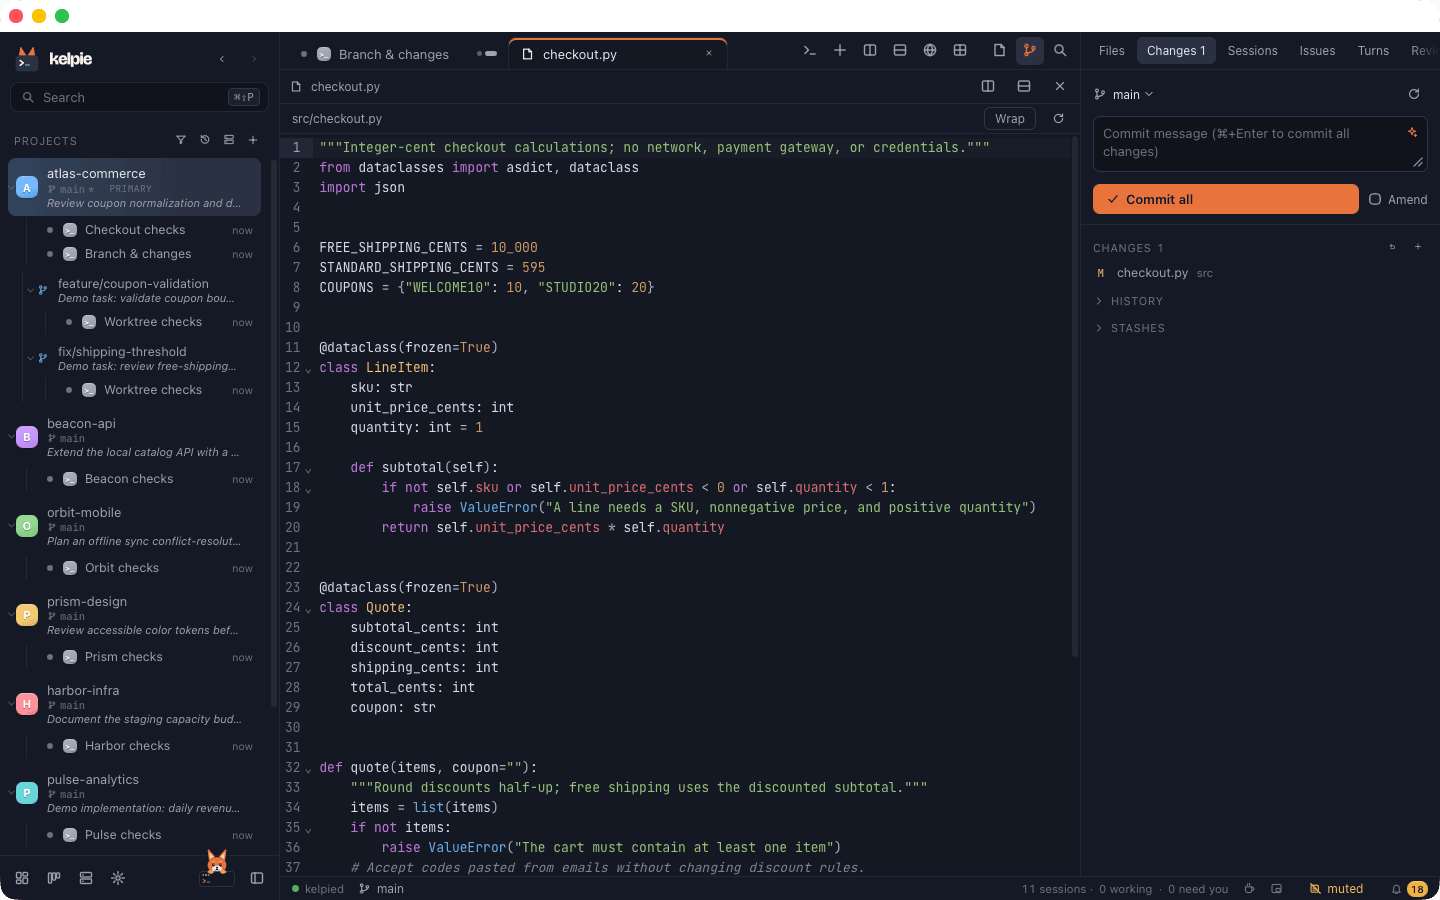 kelpie
Search ⌘⇧P
PROJECTS
A atlas-commerce
main * PRIMARY
Review coupon normalization and d...
Checkout checks now
Branch & changes now
feature/coupon-validation
Demo task: validate coupon bou...
Worktree checks now
fix/shipping-threshold
Demo task: review free-shipping...
Worktree checks now
B beacon-api
main
Extend the local catalog API with a ...
Beacon checks now
O orbit-mobile
main
Plan an offline sync conflict-resolut...
Orbit checks now
P prism-design
main
Review accessible color tokens bef...
Prism checks now
H harbor-infra
main
Document the staging capacity bud...
Harbor checks now
P pulse-analytics
main
Demo implementation: daily revenu...
Pulse checks now
Branch & changes
checkout.py ×
checkout.py
src/checkout.py Wrap
1 """Integer-cent checkout calculations; no network, payment gateway, or credentials."""
2 from dataclasses import asdict, dataclass
3 import json
4
5
6 FREE_SHIPPING_CENTS = 10_000
7 STANDARD_SHIPPING_CENTS = 595
8 COUPONS = {"WELCOME10": 10, "STUDIO20": 20}
9
10
11 @dataclass(frozen=True)
12 class LineItem:
13 sku: str
14 unit_price_cents: int
15 quantity: int = 1
16
17 def subtotal(self):
18 if not self.sku or self.unit_price_cents < 0 or self.quantity < 1:
19 raise ValueError("A line needs a SKU, nonnegative price, and positive quantity")
20 return self.unit_price_cents * self.quantity
21
22
23 @dataclass(frozen=True)
24 class Quote:
25 subtotal_cents: int
26 discount_cents: int
27 shipping_cents: int
28 total_cents: int
29 coupon: str
30
31
32 def quote(items, coupon=""):
33 """Round discounts half-up; free shipping uses the discounted subtotal."""
34 items = list(items)
35 if not items:
36 raise ValueError("The cart must contain at least one item")
37 # Accept codes pasted from emails without changing discount rules.
Files Changes 1 Sessions Issues Turns Revi
main
Commit message (⌘+Enter to commit all
changes)
Commit all Amend
CHANGES 1
M checkout.py src
HISTORY
STASHES
kelpied main
11 sessions · 0 working · 0 need you muted 18